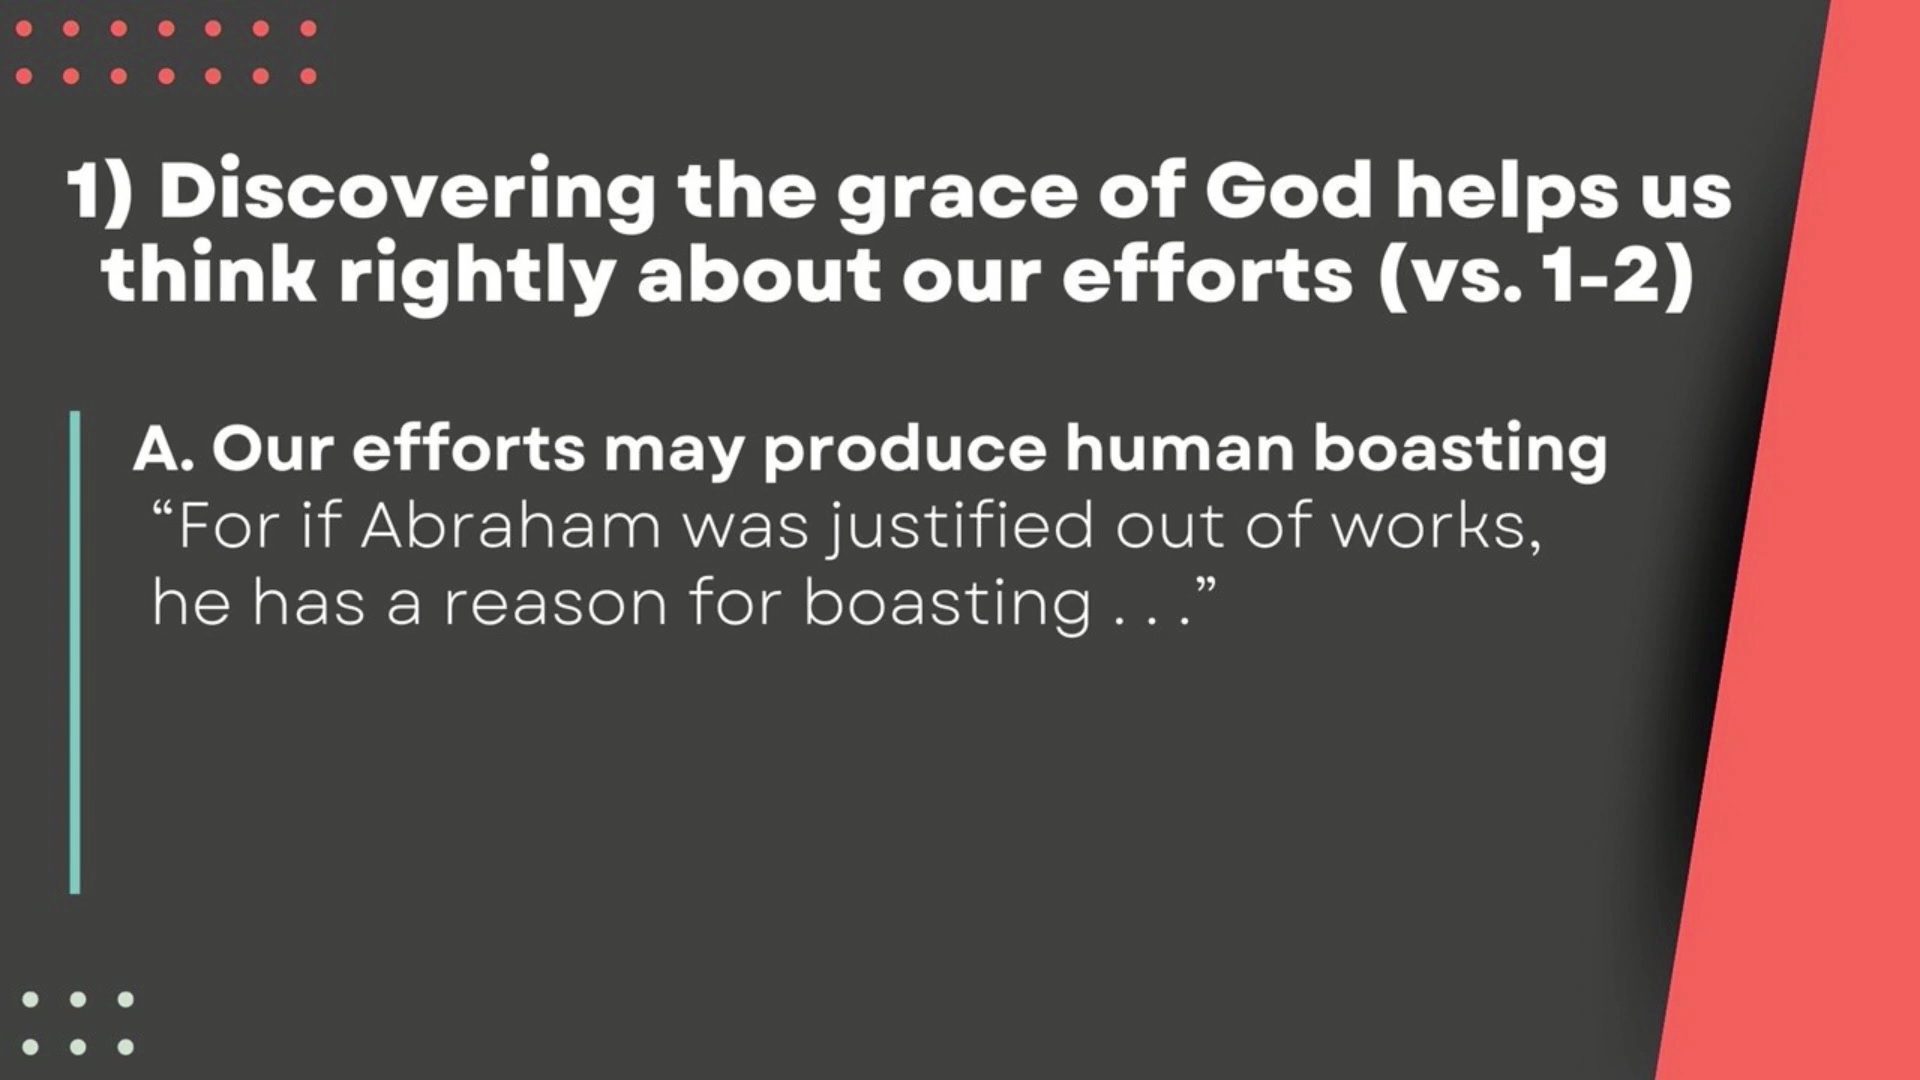 1) Discovering the grace of God helps us
think rightly about our efforts (vs. 1-2)
A. Our efforts may produce human boasting
“For if Abraham was justified out of works,
he has a reason for boasting . . .”